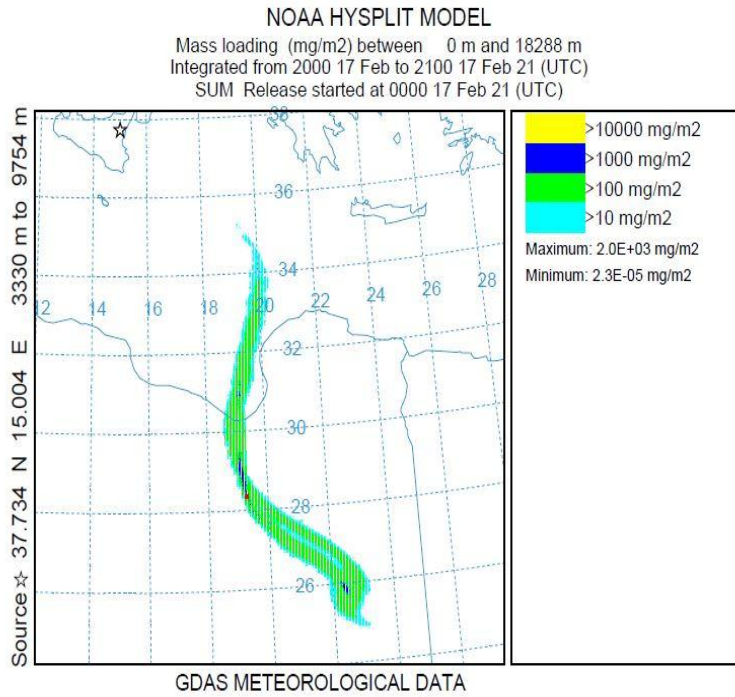 NOAA HYSPLIT MODEL
Mass loading (mg/m2) between 0 m and 18288 m
Integrated from 2000 17 Feb to 2100 17 Feb 21 (UTC)
SUM Release started at 0000 17 Feb 21 (UTC)
Source ☆ 37.734 N 15.004 E 3330 m to 9754 m
38
36
34
12 14 16 20 22 24 26 28
32
30
28
26
>10000 mg/m2
>1000 mg/m2
>100 mg/m2
>10 mg/m2
Maximum: 2.0E+03 mg/m2
Minimum: 2.3E-05 mg/m2
GDAS METEOROLOGICAL DATA